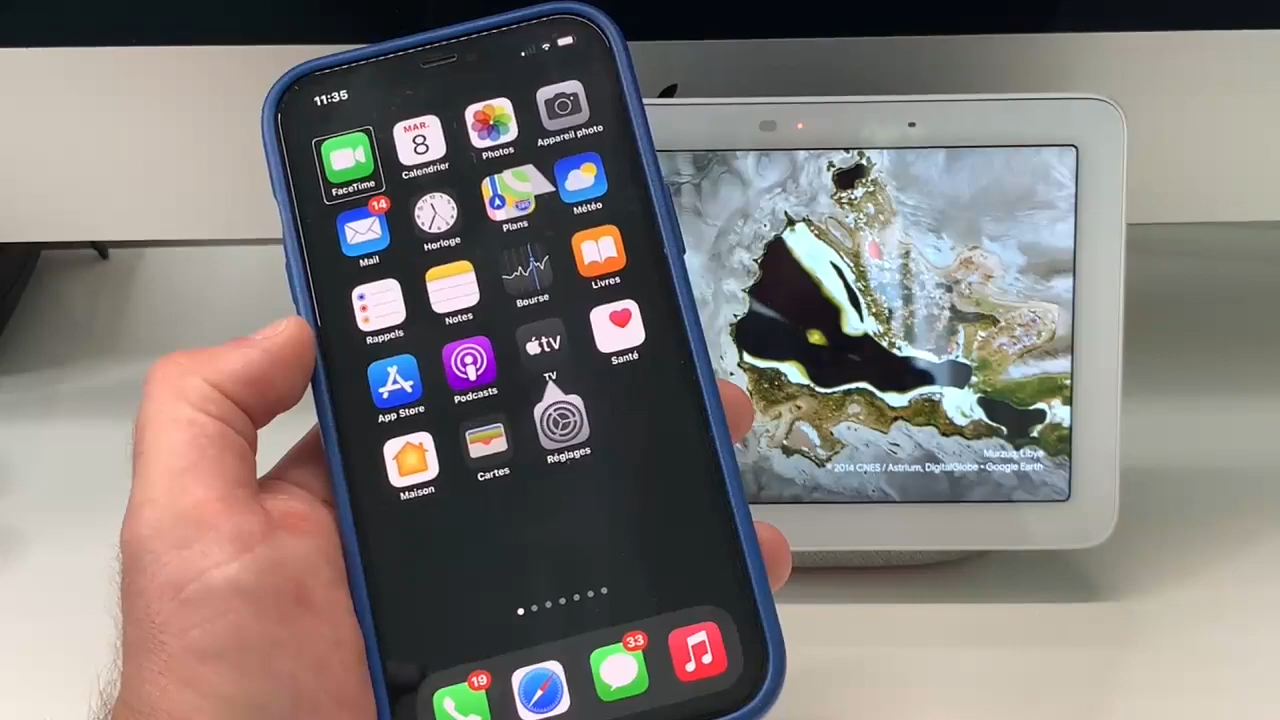 11:35
FaceTime
MAR.
8
Calendrier
Photos
Appareil photo
14
Mail
Horloge
280
Plans
Météo
Rappels
Notes
Bourse
Livres
App Store
Podcasts
tv
TV
Santé
Maison
Cartes
Réglages
19
33
Murzuq, Libye
© 2014 CNES / Astrium, DigitalGlobe - Google Earth